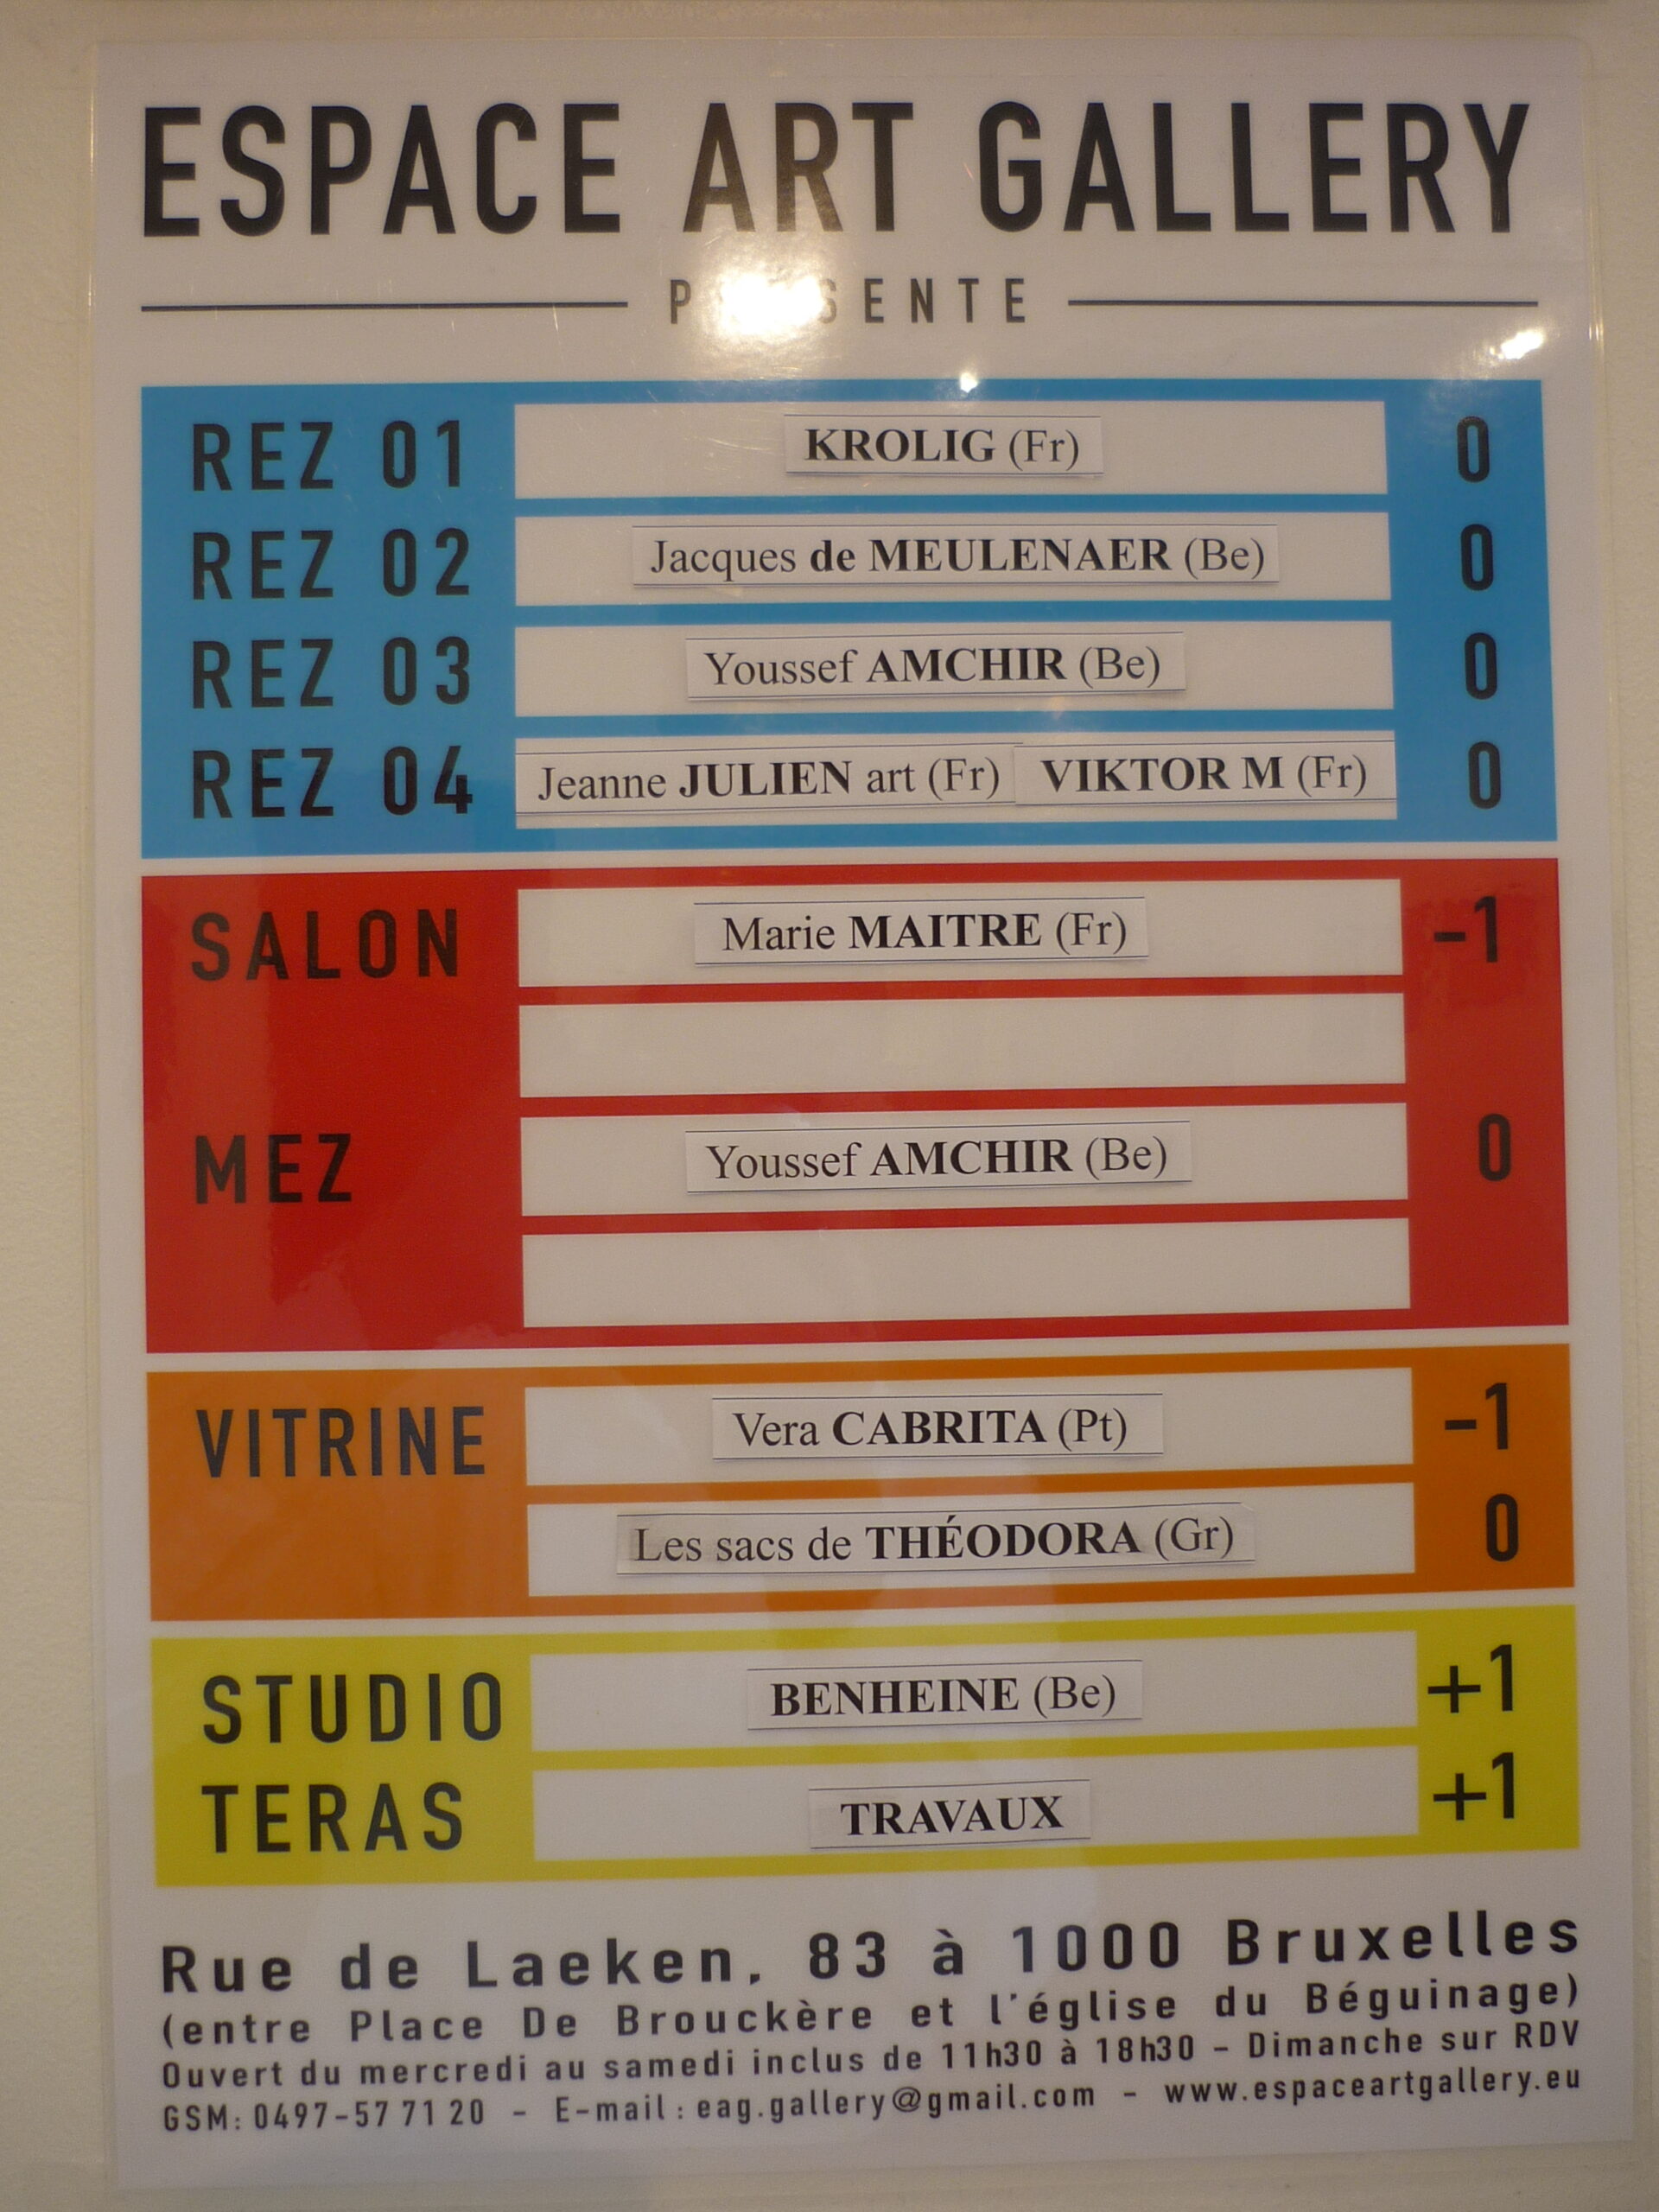 ESPACE ART GALLERY
REZ 01 KROLIG (Fr) 0
REZ 02 Jacques de MEULENAER (Be) 0
REZ 03 Youssef AMCHIR (Be) 0
REZ 04 Jeanne JULIEN art (Fr) VIKTOR M (Fr) 0
SALON Marie MAITRE (Fr) -1
MEZ Youssef AMCHIR (Be) 0
VITRINE Vera CABRITA (Pt) -1
Les sacs de THÉODORA (Gr) 0
STUDIO BENHEINE (Be) +1
TERAS TRAVAUX +1
Rue de Laeken, 83 à 1000 Bruxelles
(entre Place De Brouckère et l'église du Béguinage)
Ouvert du mercredi au samedi inclus de 11h30 à 18h30 - Dimanche sur RDV
GSM: 0497-57 71 20 - E-mail : eag.gallery@gmail.com - www.espaceartgallery.eu